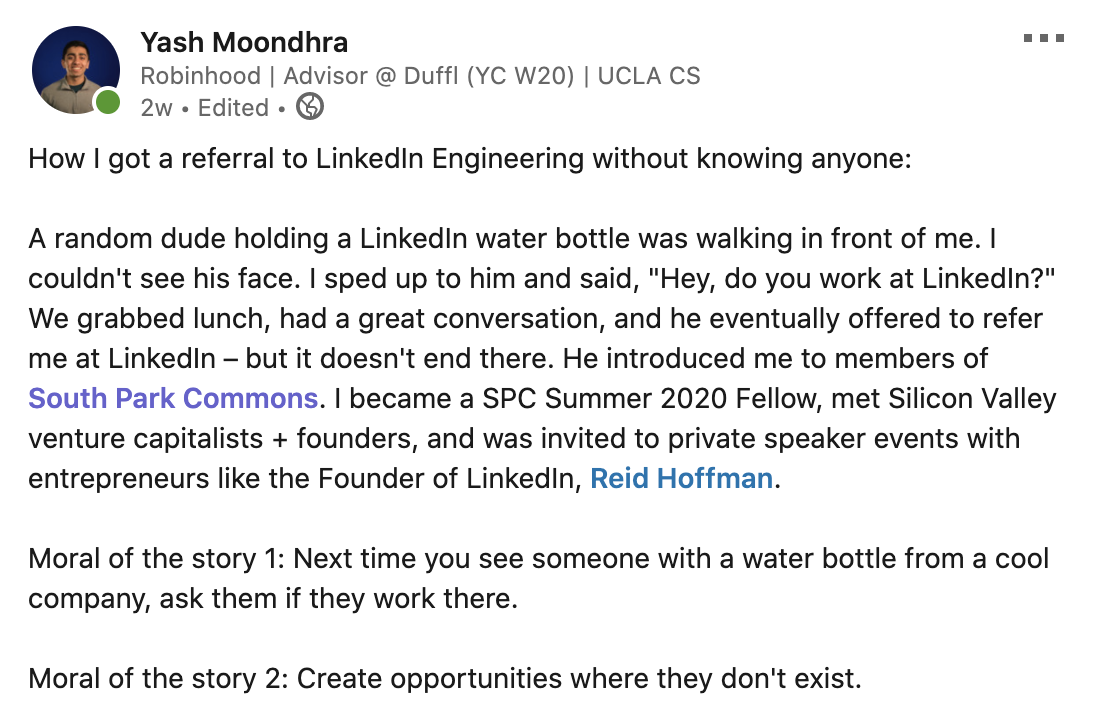 Yash Moondhra
Robinhood | Advisor @ Duffl (YC W20) | UCLA CS
2w • Edited •
How I got a referral to LinkedIn Engineering without knowing anyone:
A random dude holding a LinkedIn water bottle was walking in front of me. I
couldn't see his face. I sped up to him and said, "Hey, do you work at LinkedIn?"
We grabbed lunch, had a great conversation, and he eventually offered to refer
me at LinkedIn – but it doesn't end there. He introduced me to members of
South Park Commons. I became a SPC Summer 2020 Fellow, met Silicon Valley
venture capitalists + founders, and was invited to private speaker events with
entrepreneurs like the Founder of LinkedIn, Reid Hoffman.
Moral of the story 1: Next time you see someone with a water bottle from a cool
company, ask them if they work there.
Moral of the story 2: Create opportunities where they don't exist.